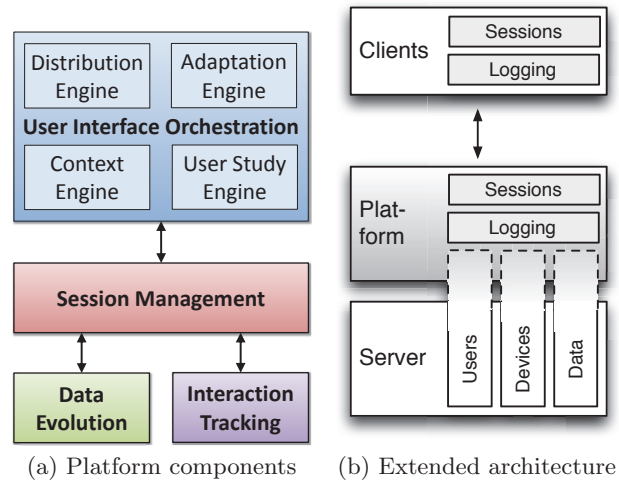 Distribution
Engine
Adaptation
Engine
User Interface Orchestration
Context
Engine
User Study
Engine
Session Management
Data
Evolution
Interaction
Tracking
(a) Platform components
Clients
Sessions
Logging
Plat-
form
Sessions
Logging
Server
Users
Devices
Data
(b) Extended architecture